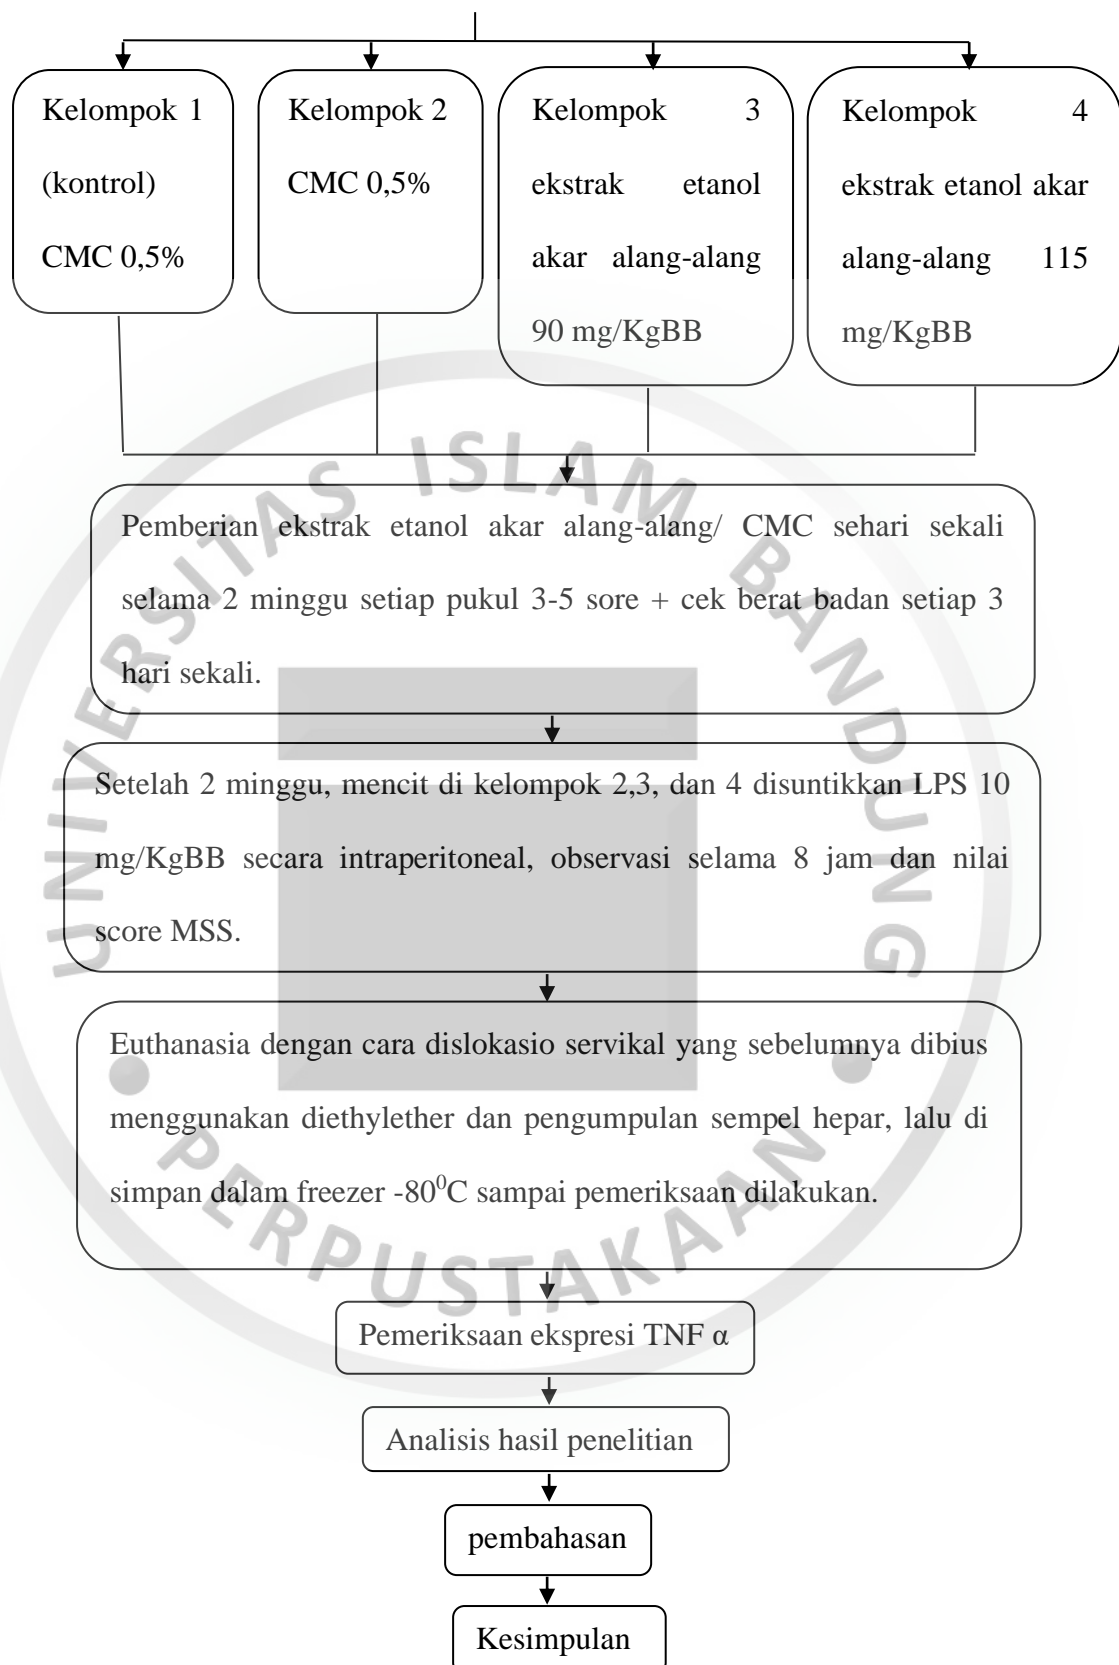 Kelompok 1
(kontrol)
CMC 0,5%
Kelompok 2
CMC 0,5%
Kelompok 3
ekstrak etanol
akar alang-alang
90 mg/KgBB
Kelompok 4
ekstrak etanol akar
alang-alang 115
mg/KgBB
Pemberian ekstrak etanol akar alang-alang/ CMC sehari sekali
selama 2 minggu setiap pukul 3-5 sore + cek berat badan setiap 3
hari sekali.
Setelah 2 minggu, mencit di kelompok 2,3, dan 4 disuntikkan LPS 10
mg/KgBB secara intraperitoneal, observasi selama 8 jam dan nilai
score MSS.
Euthanasia dengan cara dislokasio servikal yang sebelumnya dibius
menggunakan diethylether dan pengumpulan sempel hepar, lalu di
simpan dalam freezer -80⁰C sampai pemeriksaan dilakukan.
Pemeriksaan ekspresi TNF α
Analisis hasil penelitian
pembahasan
Kesimpulan
UNIVERSITAS ISLAM BANDUNG
PERPUSTAKAAN